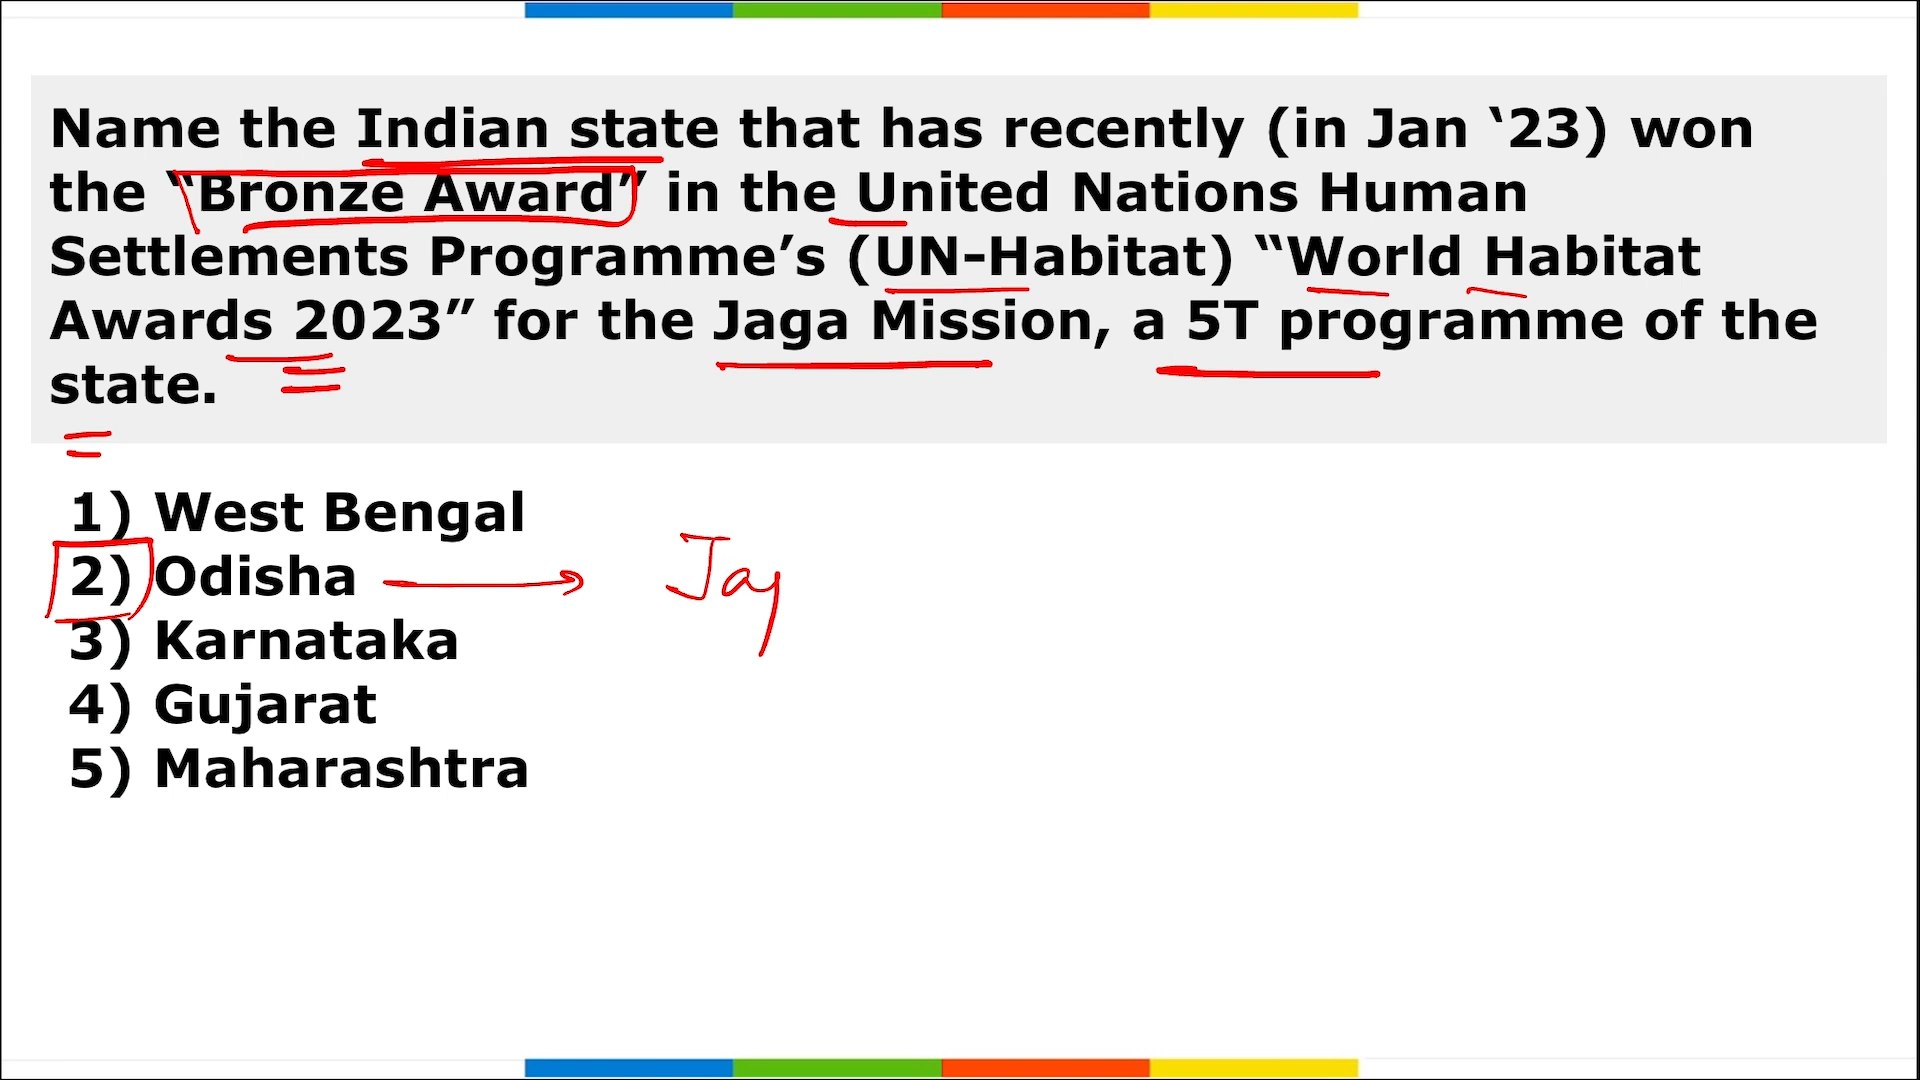 Name the Indian state that has recently (in Jan ‘23) won
the “Bronze Award” in the United Nations Human
Settlements Programme’s (UN-Habitat) “World Habitat
Awards 2023” for the Jaga Mission, a 5T programme of the
state.
1) West Bengal
2) Odisha Jag
3) Karnataka
4) Gujarat
5) Maharashtra